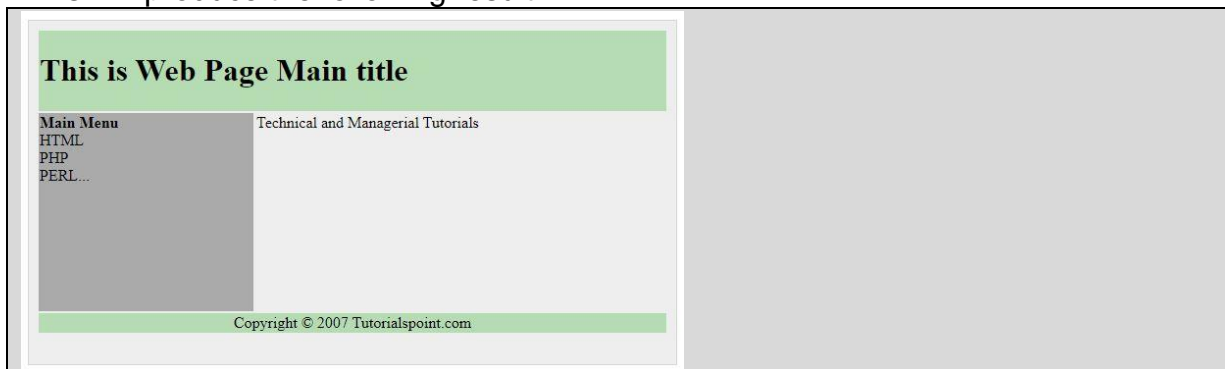 This is Web Page Main title
Main Menu
Technical and Managerial Tutorials
HTML
PHP
PERL...
Copyright © 2007 Tutorialspoint.com